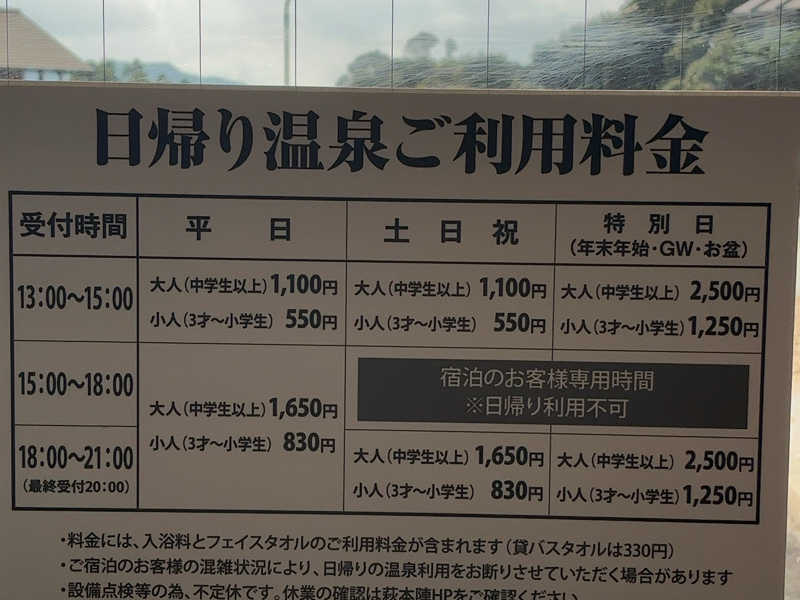 日帰り温泉ご利用料金
受付時間 平日 土日祝 特別日
(年末年始・GW・お盆)
13:00〜15:00
大人(中学生以上)1,100円
小人(3才〜小学生) 550円
大人(中学生以上) 1,100円
小人(3才〜小学生) 550円
大人(中学生以上) 2,500円
小人(3才〜小学生)1,250円
15:00〜18:00
大人(中学生以上)1,650円
小人(3才〜小学生) 830円
宿泊のお客様専用時間
※日帰り利用不可
18:00〜21:00
(最終受付20:00)
大人(中学生以上) 1,650円
小人(3才〜小学生) 830円
大人(中学生以上) 2,500円
小人(3才〜小学生)1,250円
・料金には、入浴料とフェイスタオルのご利用料金が含まれます(貸バスタオルは330円)
・ご宿泊のお客様の混雑状況により、日帰りの温泉利用をお断りさせていただく場合があります
・設備点検等の為、不定休です。休業の確認は萩本陣HPをご確認ください